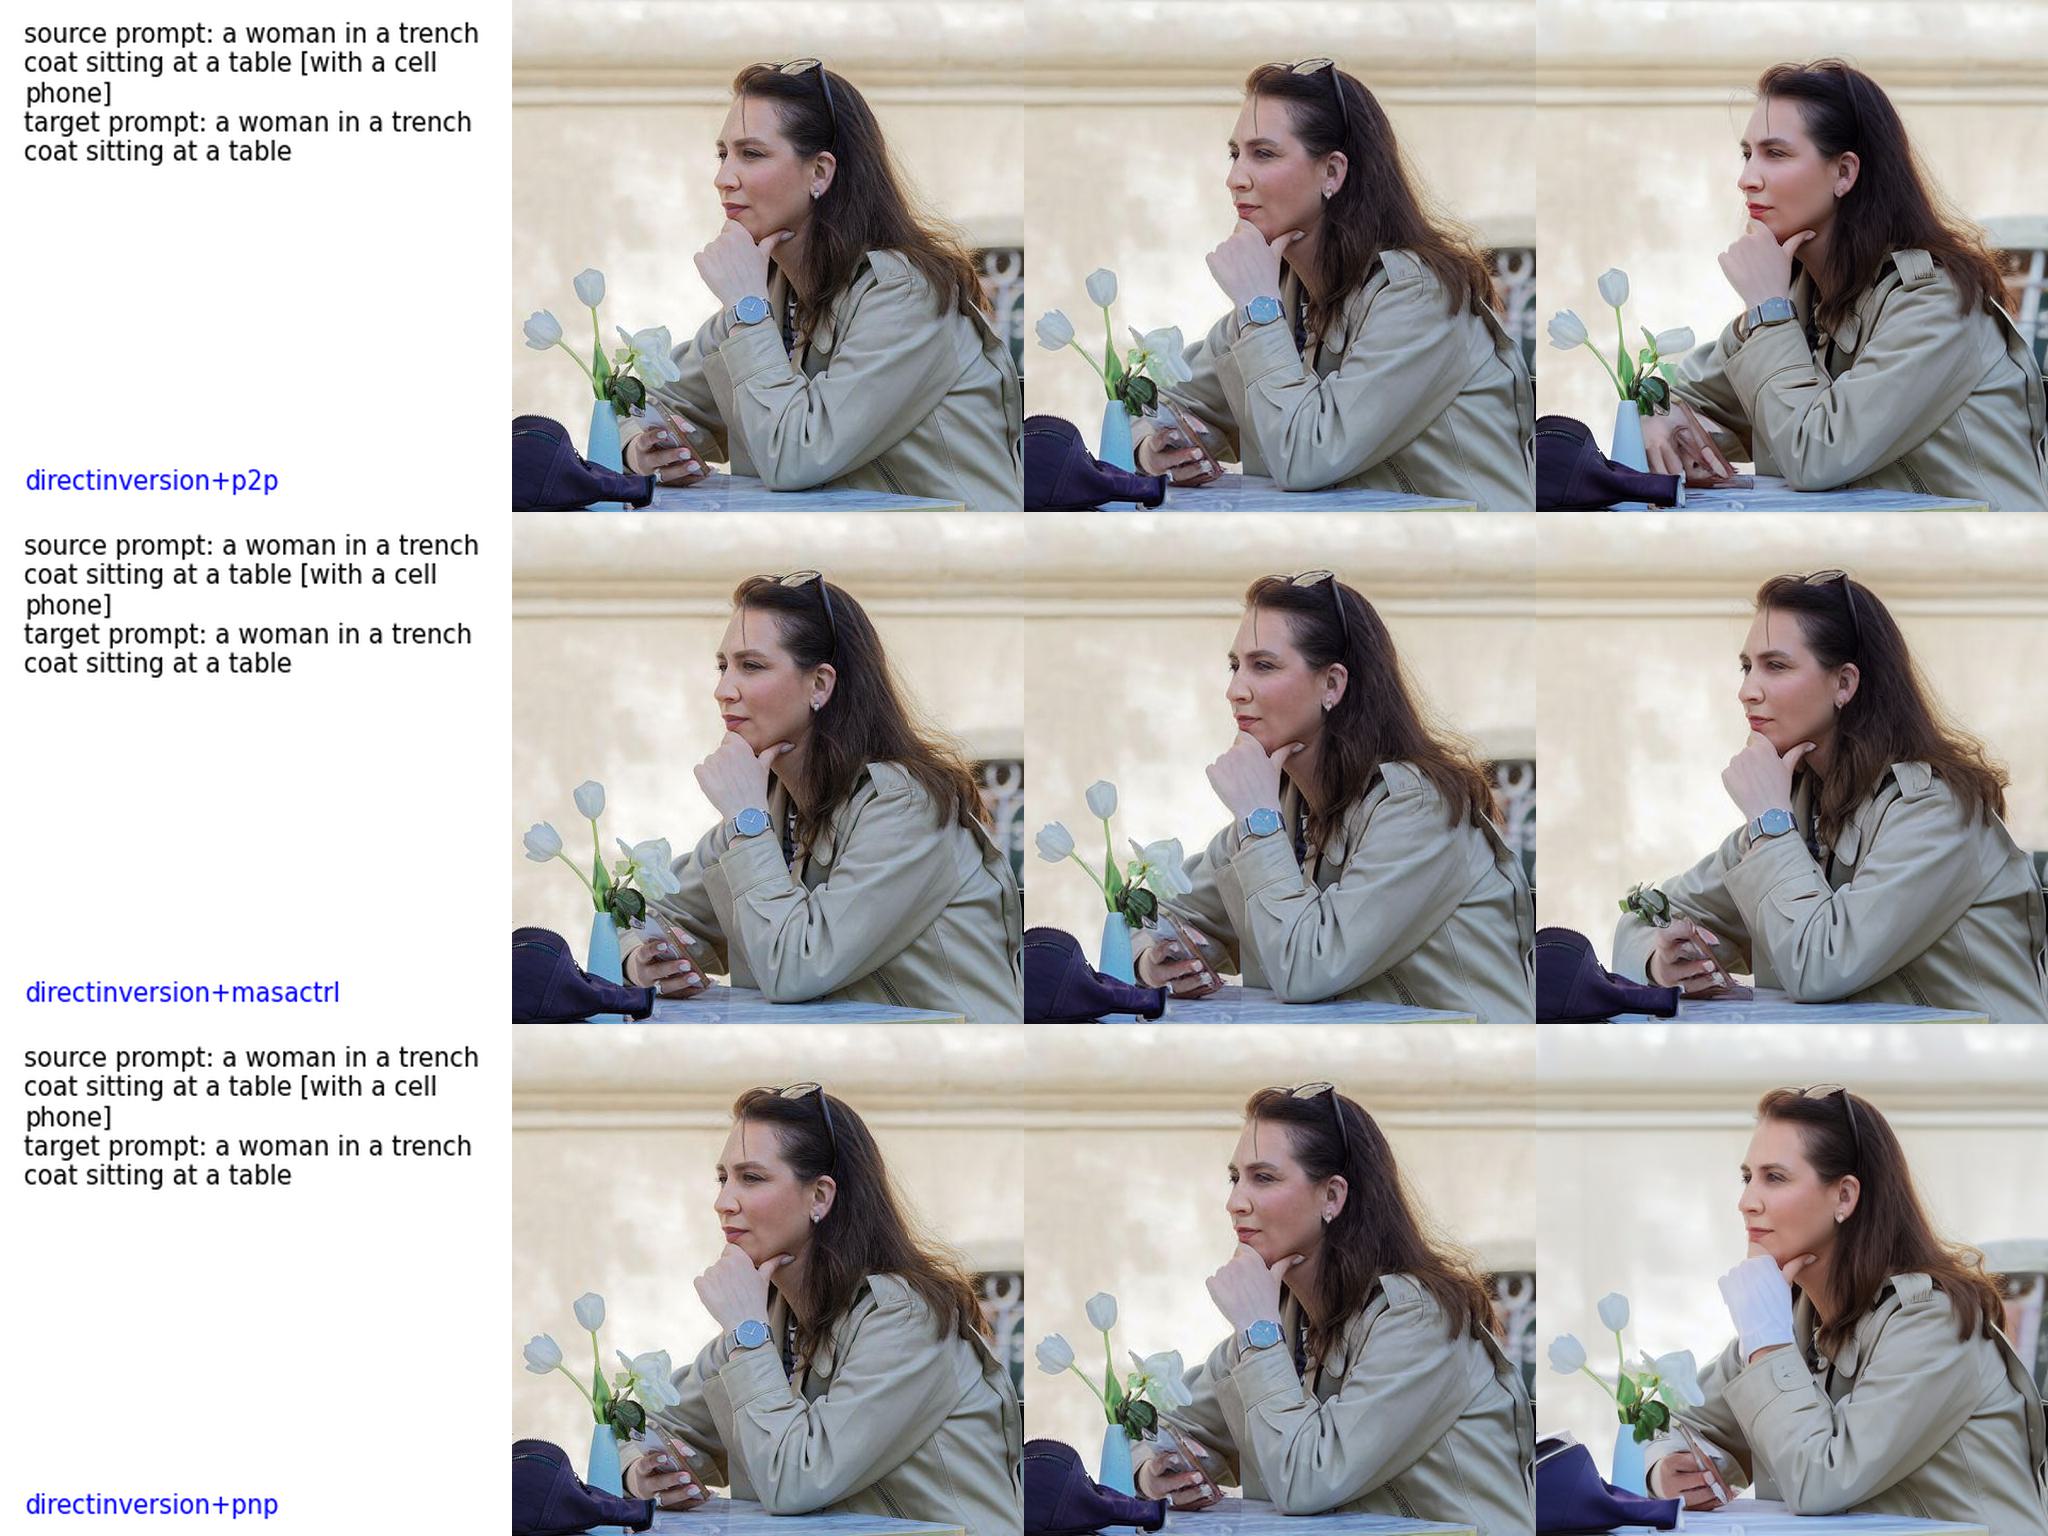 source prompt: a woman in a trench
coat sitting at a table [with a cell
phone]
target prompt: a woman in a trench
coat sitting at a table
directinversion+p2p
source prompt: a woman in a trench
coat sitting at a table [with a cell
phone]
target prompt: a woman in a trench
coat sitting at a table
directinversion+masactrl
source prompt: a woman in a trench
coat sitting at a table [with a cell
phone]
target prompt: a woman in a trench
coat sitting at a table
directinversion+pnp